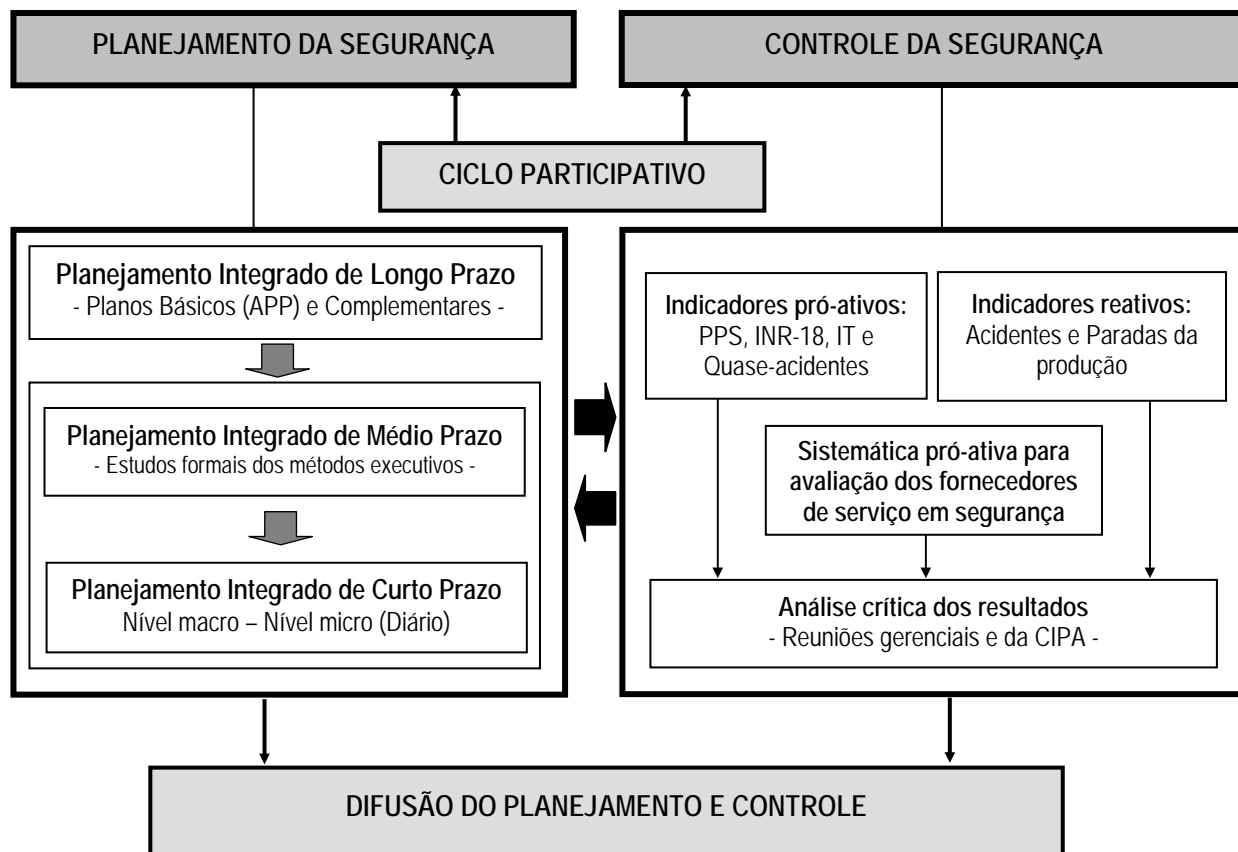 PLANEJAMENTO DA SEGURANÇA
CONTROLE DA SEGURANÇA
CICLO PARTICIPATIVO
Planejamento Integrado de Longo Prazo
- Planos Básicos (APP) e Complementares -
Planejamento Integrado de Médio Prazo
- Estudos formais dos métodos executivos -
Planejamento Integrado de Curto Prazo
Nível macro – Nível micro (Diário)
Indicadores pró-ativos:
PPS, INR-18, IT e
Quase-acidentes
Indicadores reativos:
Acidentes e Paradas da
produção
Sistemática pró-ativa para
avaliação dos fornecedores
de serviço em segurança
Análise crítica dos resultados
- Reuniões gerenciais e da CIPA -
DIFUSÃO DO PLANEJAMENTO E CONTROLE